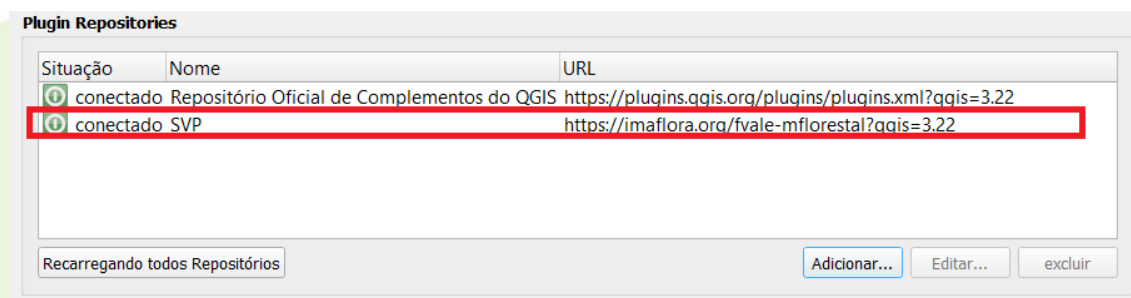 Plugin Repositories
Situação Nome URL
conectado Repositório Oficial de Complementos do QGIS https://plugins.qgis.org/plugins/plugins.xml?qgis=3.22
conectado SVP https://imaflora.org/fvale-mflorestal?qgis=3.22
Recarregando todos Repositórios Adicionar... Editar... excluir